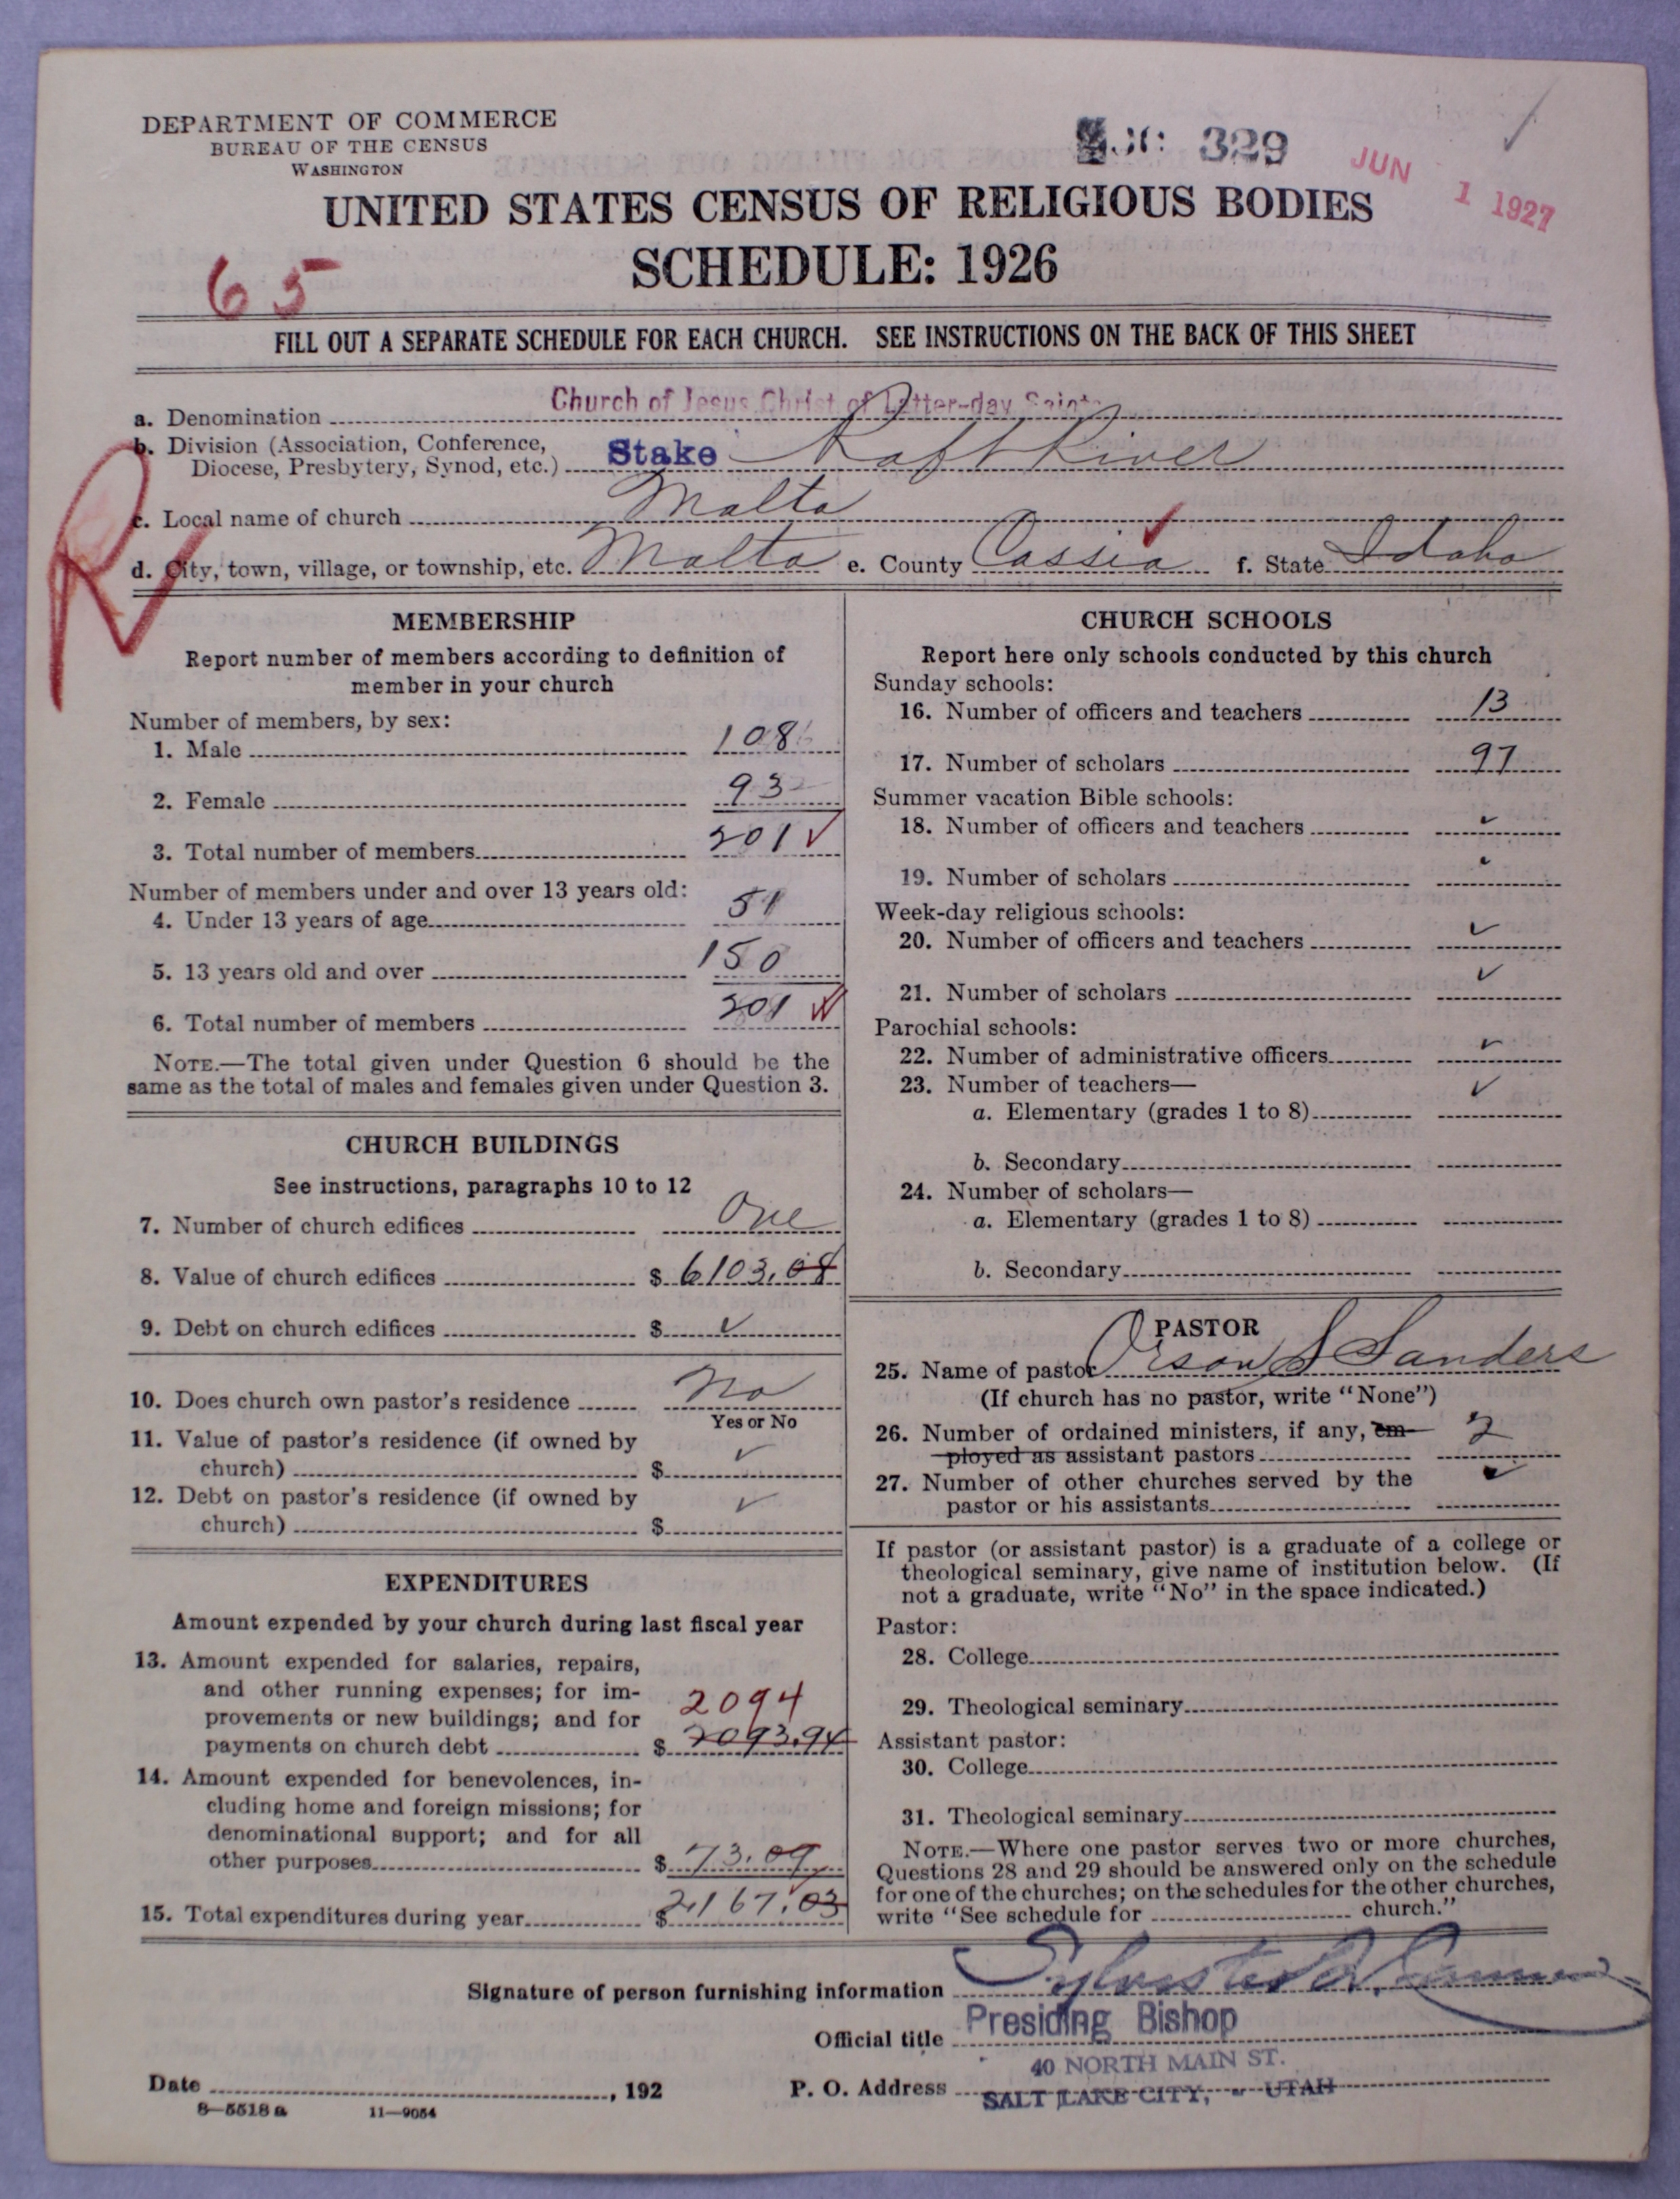 DEPARTMENT OF COMMERCE
BUREAU OF THE CENSUS
WASHINGTON
329
JUN 1 1927
UNITED STATES CENSUS OF RELIGIOUS BODIES
SCHEDULE: 1926
65
FILL OUT A SEPARATE SCHEDULE FOR EACH CHURCH. SEE INSTRUCTIONS ON THE BACK OF THIS SHEET
a. Denomination Church of Jesus Christ of Latter-day Saints
b. Division (Association, Conference,
Diocese, Presbytery, Synod, etc.) Stake Raft River
c. Local name of church Malta
d. City, town, village, or township, etc. Malta e. County Cassia f. State Idaho
R
MEMBERSHIP
Report number of members according to definition of
member in your church
Number of members, by sex:
1. Male 108
2. Female 93
3. Total number of members 201 ✓
Number of members under and over 13 years old:
4. Under 13 years of age 51
5. 13 years old and over 150
6. Total number of members 201 ✓
NOTE.—The total given under Question 6 should be the
same as the total of males and females given under Question 3.
CHURCH BUILDINGS
See instructions, paragraphs 10 to 12
7. Number of church edifices One
8. Value of church edifices $ 6103.08
9. Debt on church edifices $ ✓
10. Does church own pastor's residence No
Yes or No
11. Value of pastor's residence (if owned by
church) $ ✓
12. Debt on pastor's residence (if owned by
church) $ ✓
EXPENDITURES
Amount expended by your church during last fiscal year
13. Amount expended for salaries, repairs,
and other running expenses; for im-
provements or new buildings; and for 2094
payments on church debt $ 2093.94
14. Amount expended for benevolences, in-
cluding home and foreign missions; for
denominational support; and for all
other purposes $ 73.09
15. Total expenditures during year $ 2167.03
CHURCH SCHOOLS
Report here only schools conducted by this church
Sunday schools:
16. Number of officers and teachers 13
17. Number of scholars 97
Summer vacation Bible schools:
18. Number of officers and teachers ✓
19. Number of scholars ✓
Week-day religious schools:
20. Number of officers and teachers ✓
21. Number of scholars ✓
Parochial schools:
22. Number of administrative officers ✓
23. Number of teachers— ✓
a. Elementary (grades 1 to 8)
b. Secondary
24. Number of scholars—
a. Elementary (grades 1 to 8)
b. Secondary
PASTOR
25. Name of pastor Orson S Sanders
(If church has no pastor, write "None")
26. Number of ordained ministers, if any, em-
ployed as assistant pastors 2
27. Number of other churches served by the
pastor or his assistants ✓
If pastor (or assistant pastor) is a graduate of a college or
theological seminary, give name of institution below. (If
not a graduate, write "No" in the space indicated.)
Pastor:
28. College
29. Theological seminary
Assistant pastor:
30. College
31. Theological seminary
NOTE.—Where one pastor serves two or more churches,
Questions 28 and 29 should be answered only on the schedule
for one of the churches; on the schedules for the other churches,
write "See schedule for church."
Signature of person furnishing information Sylvester Q. Cannon
Official title Presiding Bishop
Date , 192
P. O. Address 40 NORTH MAIN ST.
SALT LAKE CITY, - UTAH
8—5518 a 11—9054